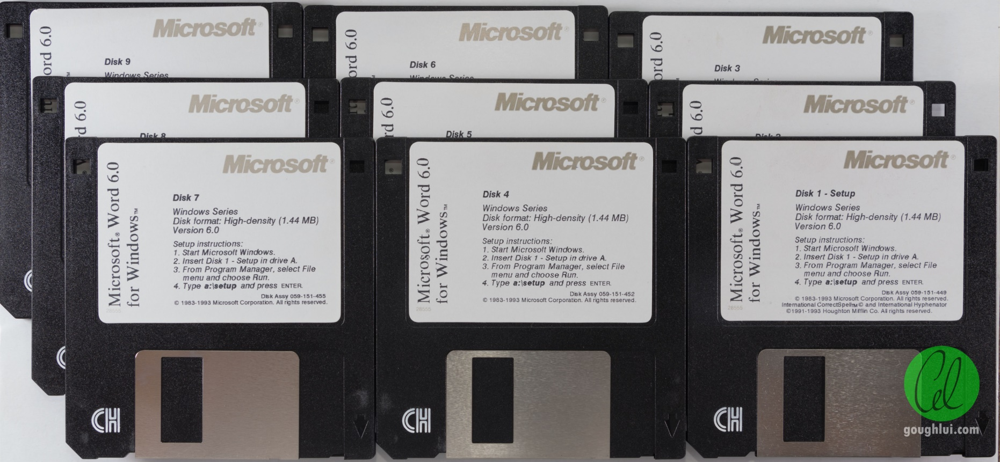 Microsoft®
ord 6.0
Disk 9
Windows Series
Microsoft®
ord 6.0
Disk 6
Windows Series
Microsoft®
ord 6.0
Disk 3
Microsoft®
rd 6.0
Disk 8
Microsoft®
rd 6.0
Disk 5
Microsoft®
d 6.0
Disk 2
Microsoft® Word 6.0
for Windows™
Microsoft®
Disk 7
Windows Series
Disk format: High-density (1.44 MB)
Version 6.0
Setup instructions:
1. Start Microsoft Windows.
2. Insert Disk 1 - Setup in drive A.
3. From Program Manager, select File
menu and choose Run.
4. Type a:\setup and press ENTER.
Disk Assy 059-151-455
© 1983-1993 Microsoft Corporation. All rights reserved.
28555
CH
Microsoft® Word 6.0
for Windows™
Microsoft®
Disk 4
Windows Series
Disk format: High-density (1.44 MB)
Version 6.0
Setup instructions:
1. Start Microsoft Windows.
2. Insert Disk 1 - Setup in drive A.
3. From Program Manager, select File
menu and choose Run.
4. Type a:\setup and press ENTER.
Disk Assy 059-151-452
© 1983-1993 Microsoft Corporation. All rights reserved.
28555
CH
Microsoft® Word 6.0
for Windows™
Microsoft®
Disk 1 - Setup
Windows Series
Disk format: High-density (1.44 MB)
Version 6.0
Setup instructions:
1. Start Microsoft Windows.
2. Insert Disk 1 - Setup in drive A.
3. From Program Manager, select File
menu and choose Run.
4. Type a:\setup and press ENTER.
Disk Assy 059-151-449
© 1983-1993 Microsoft Corporation. All rights reserved.
International CorrectSpell™© and International Hyphenator
©1991-1993 Houghton Mifflin Co. All rights reserved.
28555
CH
goughlui.com